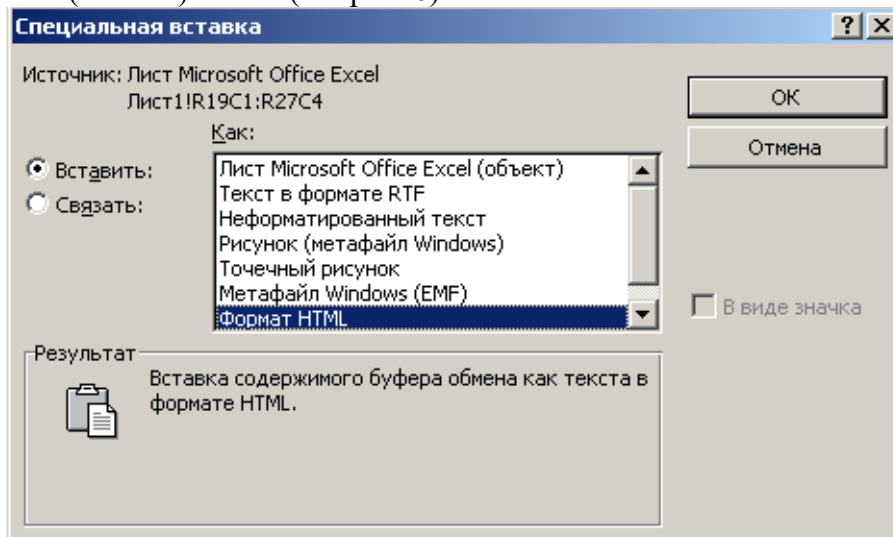 Специальная вставка
Источник: Лист Microsoft Office Excel
Лист1!R19C1:R27C4
Как:
Вставить:
Связать:
Лист Microsoft Office Excel (объект)
Текст в формате RTF
Неформатированный текст
Рисунок (метафайл Windows)
Точечный рисунок
Метафайл Windows (EMF)
Формат HTML
ОК
Отмена
В виде значка
Результат
Вставка содержимого буфера обмена как текста в
формате HTML.